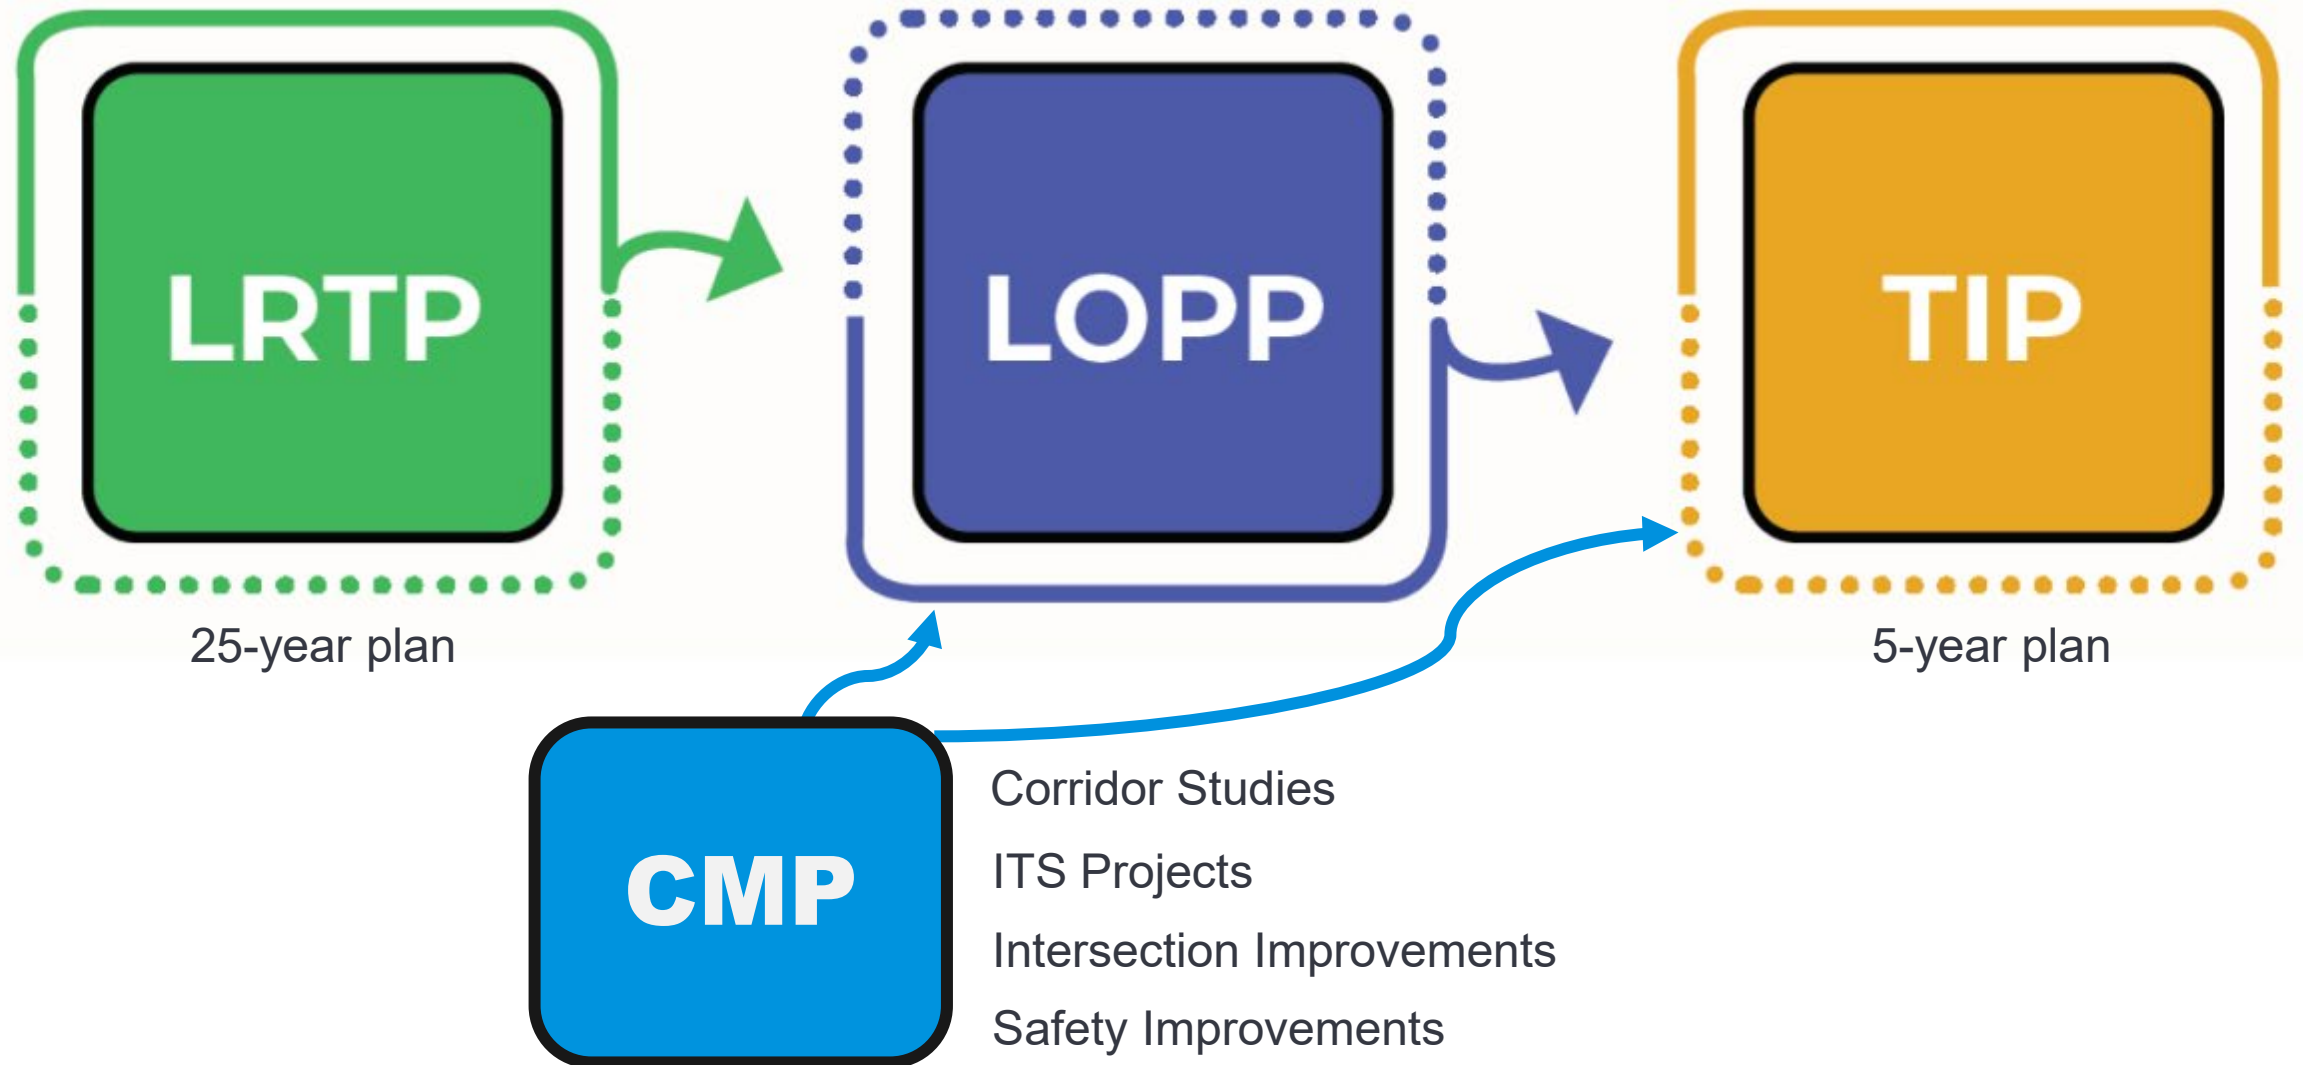 LRTP
LOPP
TIP
25-year plan
5-year plan
CMP
Corridor Studies
ITS Projects
Intersection Improvements
Safety Improvements